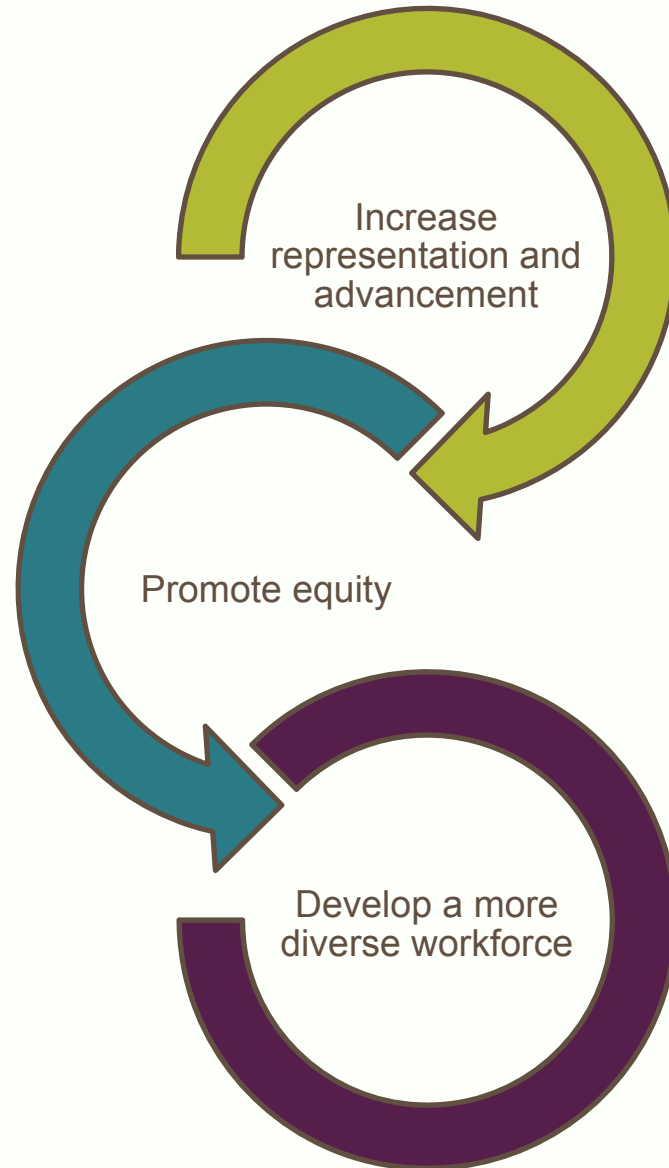 Increase
representation and
advancement
Promote equity
Develop a more
diverse workforce